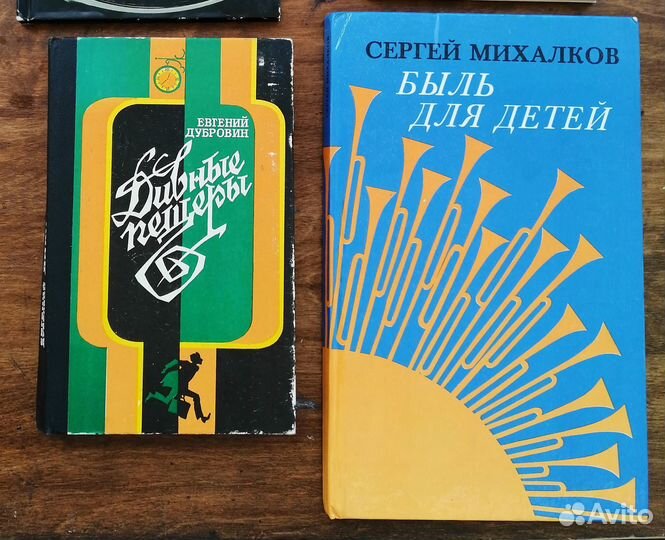 ЕВГЕНИЙ
ДУБРОВИН
Дивные
пещеры
СЕРГЕЙ МИХАЛКОВ
БЫЛЬ
ДЛЯ ДЕТЕЙ
Avito